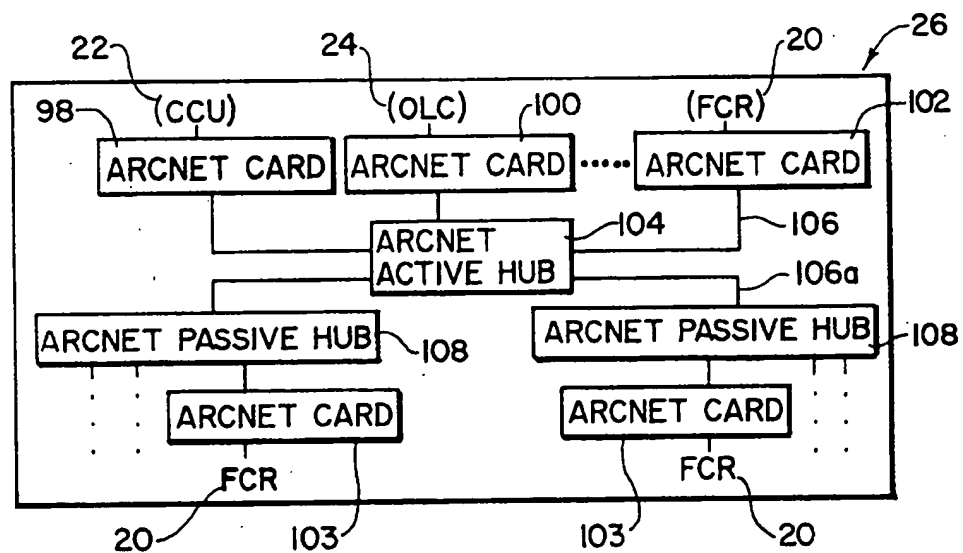 22 24 20 26
98 (CCU) (OLC) 100 (FCR) 102
ARCNET CARD ARCNET CARD ARCNET CARD
ARCNET 104 106
ACTIVE HUB 106a
ARCNET PASSIVE HUB 108 ARCNET PASSIVE HUB 108
ARCNET CARD ARCNET CARD
FCR FCR
20 103 103 20